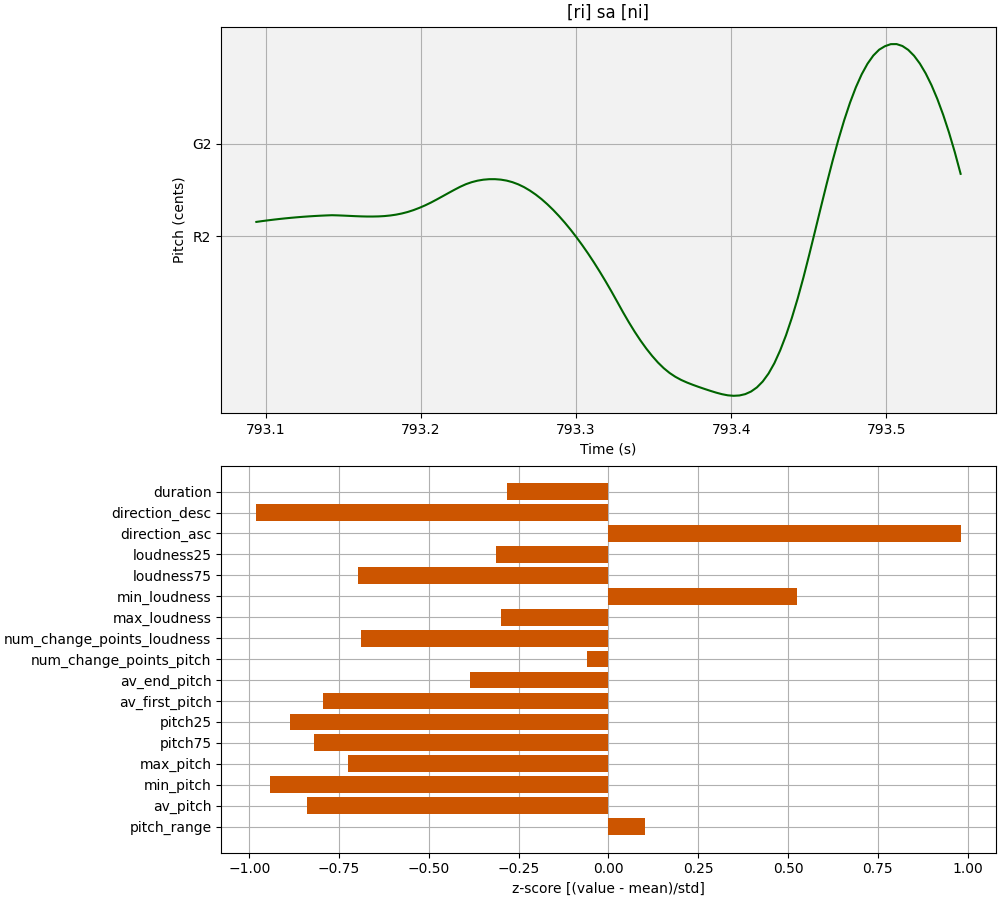 [ri] sa [ni]
G2
R2
Pitch (cents)
793.1 793.2 793.3 793.4 793.5
Time (s)
duration
direction_desc
direction_asc
loudness25
loudness75
min_loudness
max_loudness
num_change_points_loudness
num_change_points_pitch
av_end_pitch
av_first_pitch
pitch25
pitch75
max_pitch
min_pitch
av_pitch
pitch_range
−1.00 −0.75 −0.50 −0.25 0.00 0.25 0.50 0.75 1.00
z-score [(value - mean)/std]